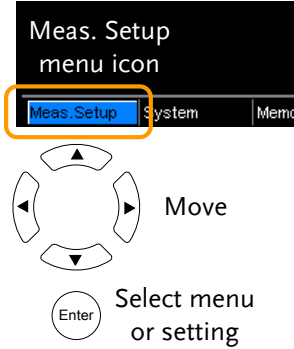 Meas. Setup
menu icon
Meas.Setup System
Move
Enter
Select menu
or setting